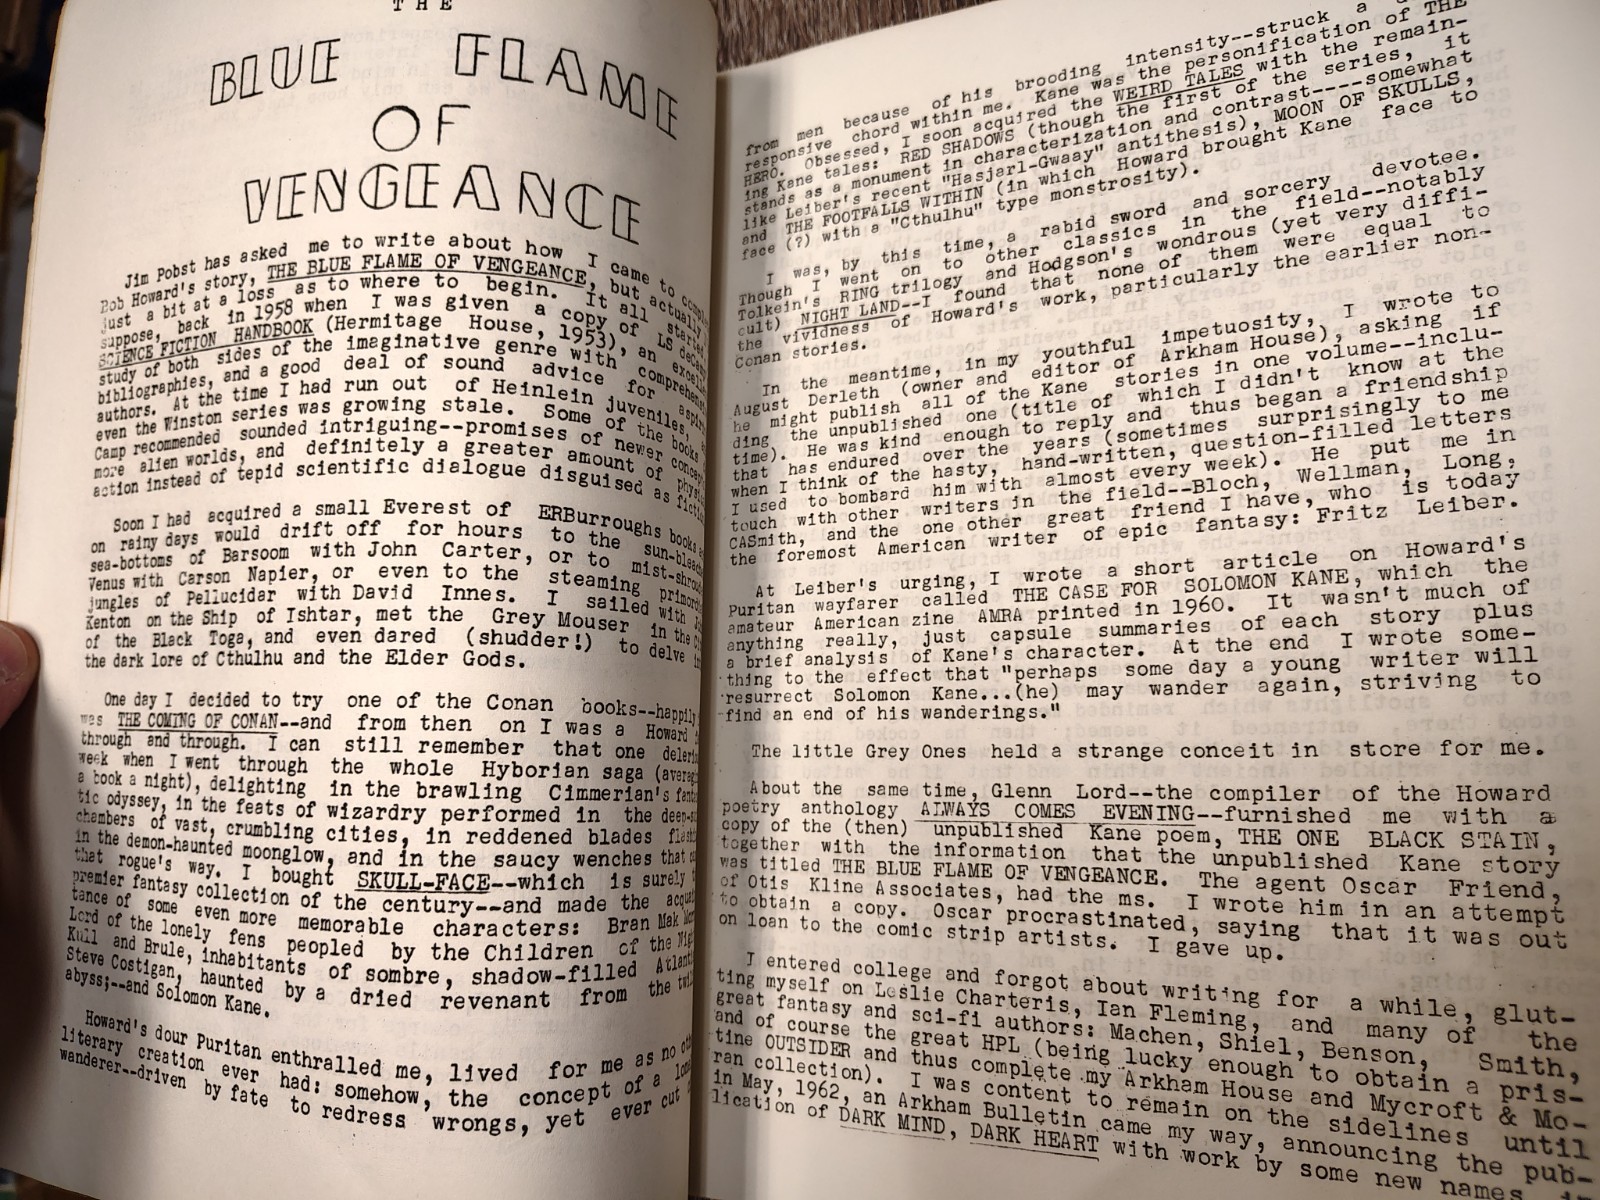 THE
BLUE FLAME
OF
VENGEANCE
Jim Pobst has asked me to write about how I came to
Bob Howard's story, THE BLUE FLAME OF VENGEANCE, but actually
just a bit at a loss as to where to begin. It all started,
suppose, back in 1958 when I was given a copy of LS
SCIENCE FICTION HANDBOOK (Hermitage House, 1953), an
study of both sides of the imaginative genre with
bibliographies, and a good deal of sound advice for
authors. At the time I had run out of Heinlein juveniles,
even the Winston series was growing stale. Some of the books
Camp recommended sounded intriguing--promises of newer
more alien worlds, and definitely a greater amount of
action instead of tepid scientific dialogue disguised as
Soon I had acquired a small Everest of ERBurroughs books
on rainy days would drift off for hours to the
sea-bottoms of Barsoom with John Carter, or to
Venus with Carson Napier, or even to the steaming
jungles of Pellucidar with David Innes. I sailed with
Kenton on the Ship of Ishtar, met the Grey Mouser in the
of the Black Toga, and even dared (shudder!) to delve
the dark lore of Cthulhu and the Elder Gods.
One day I decided to try one of the Conan books--happily
was THE COMING OF CONAN--and from then on I was a Howard
through and through. I can still remember that one
week when I went through the whole Hyborian saga
a book a night), delighting in the brawling Cimmerian's
tic odyssey, in the feats of wizardry performed in the
chambers of vast, crumbling cities, in reddened blades
in the demon-haunted moonglow, and in the saucy wenches that
that rogue's way. I bought SKULL-FACE--which is surely
premier fantasy collection of the century--and made the
tance of some even more memorable characters: Bran Mak
Lord of the lonely fens peopled by the Children of the
Kull and Brule, inhabitants of sombre, shadow-filled
Steve Costigan, haunted by a dried revenant from the
abyss;--and Solomon Kane.
Howard's dour Puritan enthralled me, lived for me as no
literary creation ever had: somehow, the concept of a
wanderer--driven by fate to redress wrongs, yet ever cut
from men because of his brooding intensity--struck a
responsive chord within me. Kane was the personification of THE
HERO. Obsessed, I soon acquired the WEIRD TALES with the remain-
ing Kane tales: RED SHADOWS (though the first of the series, it
stands as a monument in characterization and contrast----somewhat
like Leiber's recent "Hasjarl-Gwaay" antithesis), MOON OF SKULLS,
and THE FOOTFALLS WITHIN (in which Howard brought Kane face to
face (?) with a "Cthulhu" type monstrosity).
I was, by this time, a rabid sword and sorcery devotee.
Though I went on to other classics in the field--notably
Tolkein's RING trilogy and Hodgson's wondrous (yet very diffi-
cult) NIGHT LAND--I found that none of them were equal to
the vividness of Howard's work, particularly the earlier non-
Conan stories.
In the meantime, in my youthful impetuosity, I wrote to
August Derleth (owner and editor of Arkham House), asking if
he might publish all of the Kane stories in one volume--inclu-
ding the unpublished one (title of which I didn't know at the
time). He was kind enough to reply and thus began a friendship
that has endured over the years (sometimes surprisingly to me
when I think of the hasty, hand-written, question-filled letters
I used to bombard him with almost every week). He put me in
touch with other writers in the field--Bloch, Wellman, Long,
CASmith, and the one other great friend I have, who is today
the foremost American writer of epic fantasy: Fritz Leiber.
At Leiber's urging, I wrote a short article on Howard's
Puritan wayfarer called THE CASE FOR SOLOMON KANE, which the
amateur American zine AMRA printed in 1960. It wasn't much of
anything really, just capsule summaries of each story plus
a brief analysis of Kane's character. At the end I wrote some-
thing to the effect that "perhaps some day a young writer will
resurrect Solomon Kane...(he) may wander again, striving to
find an end of his wanderings."
The little Grey Ones held a strange conceit in store for me.
About the same time, Glenn Lord--the compiler of the Howard
poetry anthology ALWAYS COMES EVENING--furnished me with a
copy of the (then) unpublished Kane poem, THE ONE BLACK STAIN,
together with the information that the unpublished Kane story
was titled THE BLUE FLAME OF VENGEANCE. The agent Oscar Friend,
of Otis Kline Associates, had the ms. I wrote him in an attempt
to obtain a copy. Oscar procrastinated, saying that it was out
on loan to the comic strip artists. I gave up.
I entered college and forgot about writing for a while, glut-
ting myself on Leslie Charteris, Ian Fleming, and many of the
great fantasy and sci-fi authors: Machen, Shiel, Benson, Smith,
and of course the great HPL (being lucky enough to obtain a pris-
tine OUTSIDER and thus complete my Arkham House and Mycroft & Mo-
ran collection). I was content to remain on the sidelines until
in May, 1962, an Arkham Bulletin came my way, announcing the pub-
lication of DARK MIND, DARK HEART with work by some new names in